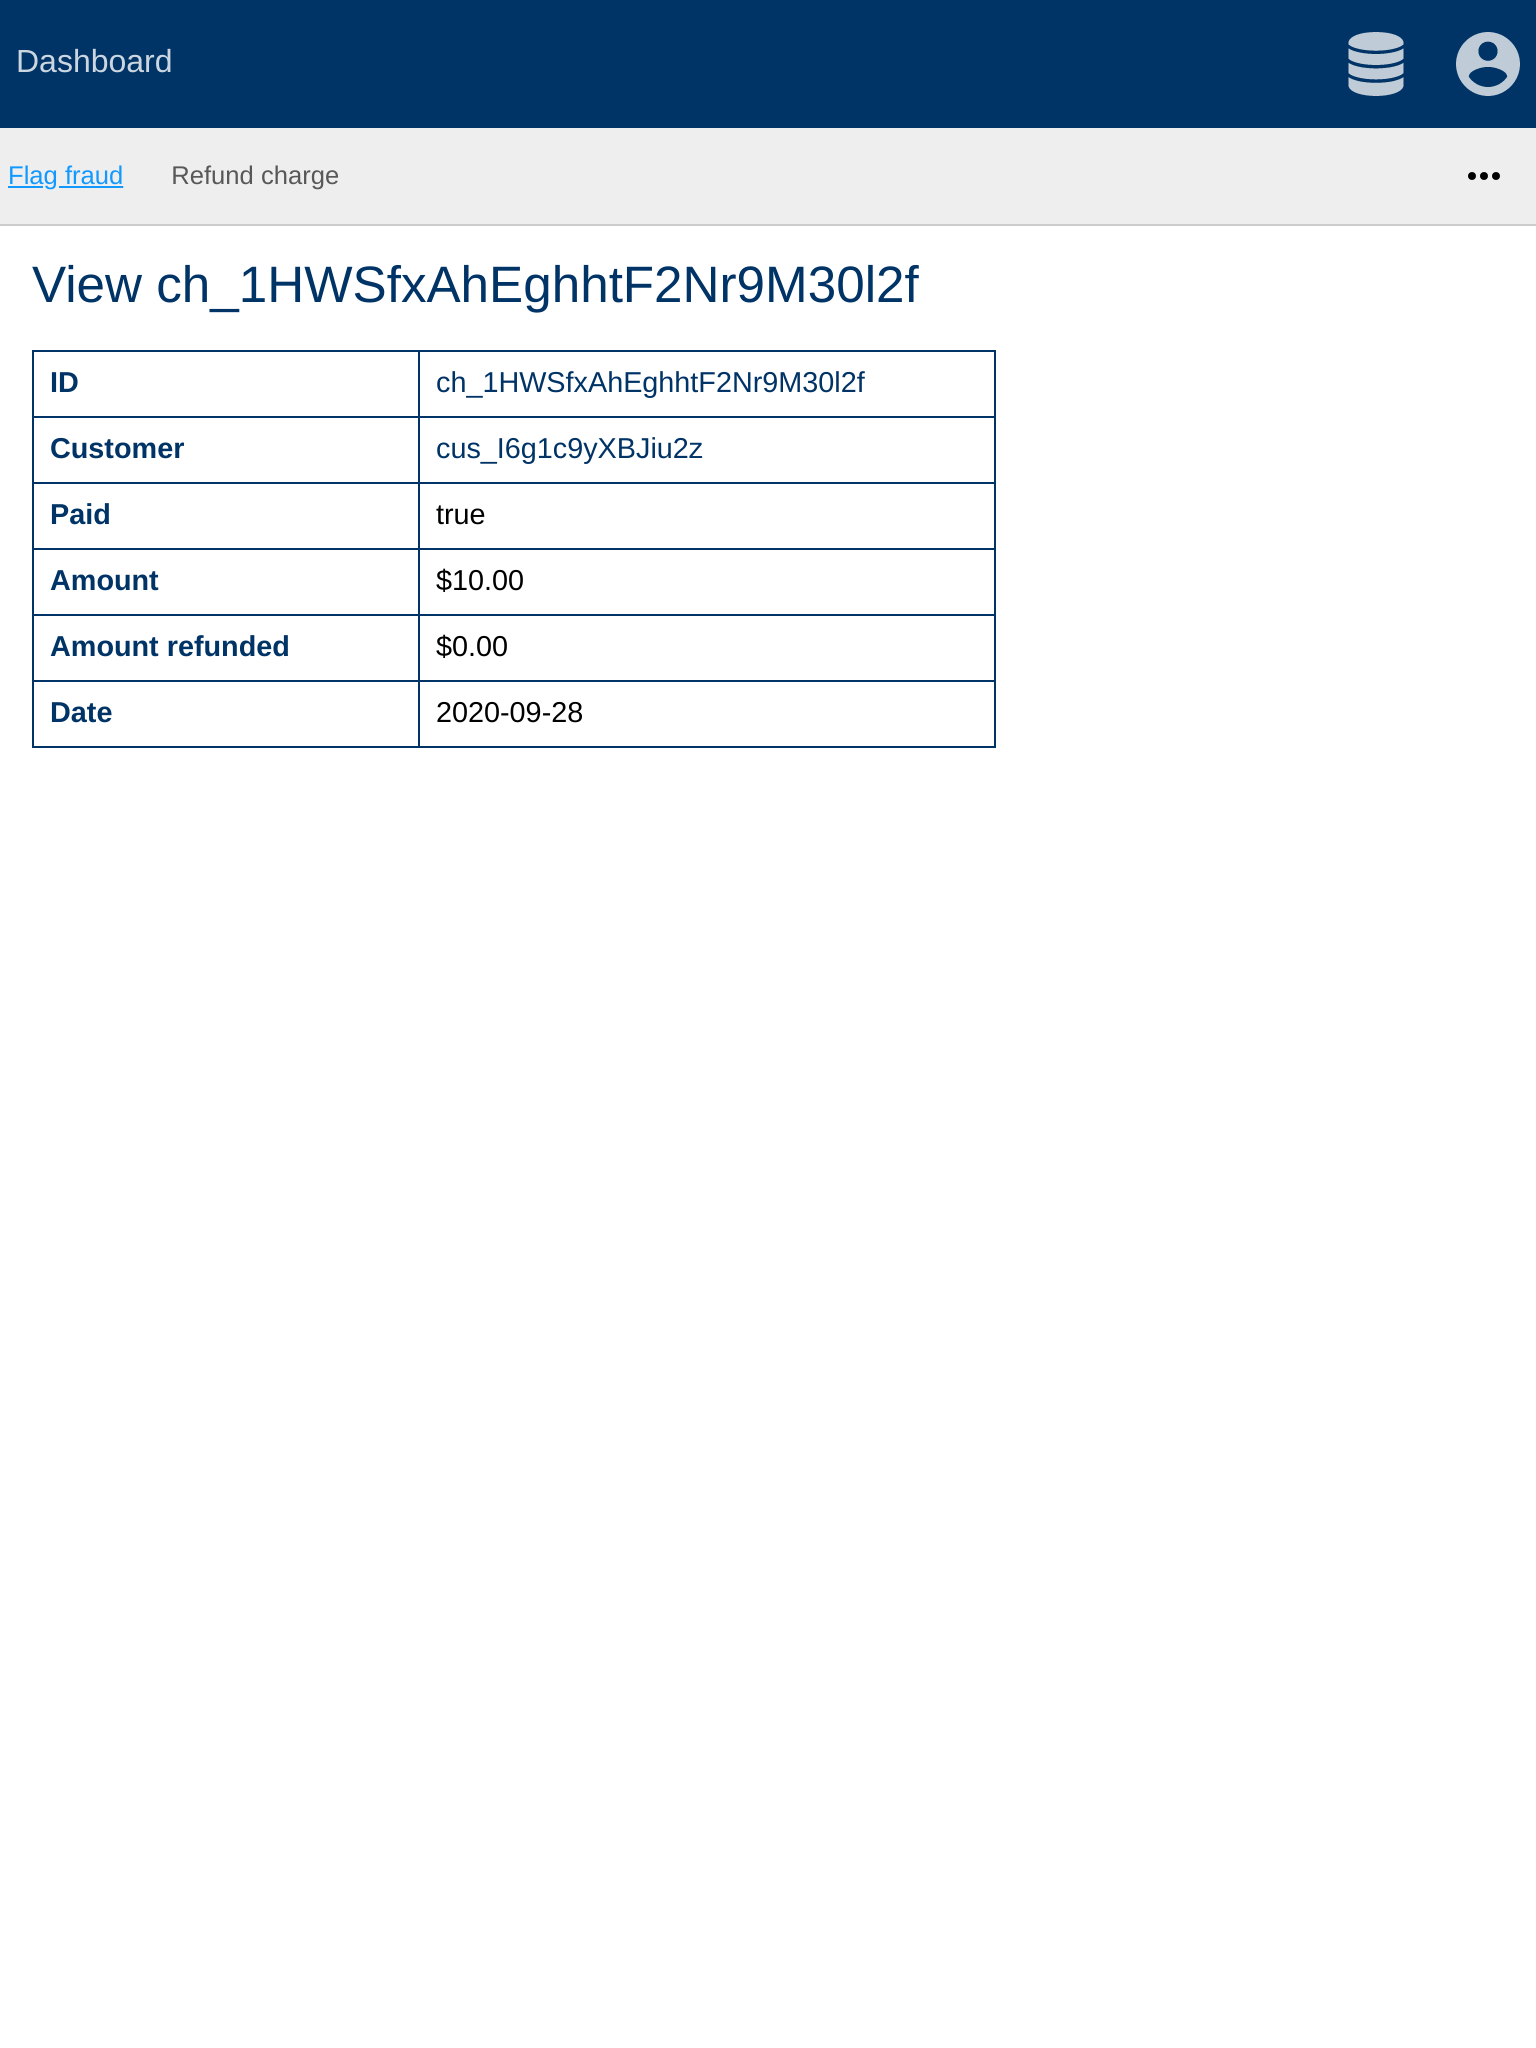 Dashboard
Flag fraud Refund charge
View ch_1HWSfxAhEghhtF2Nr9M30l2f
ID ch_1HWSfxAhEghhtF2Nr9M30l2f
Customer cus_I6g1c9yXBJiu2z
Paid true
Amount $10.00
Amount refunded $0.00
Date 2020-09-28